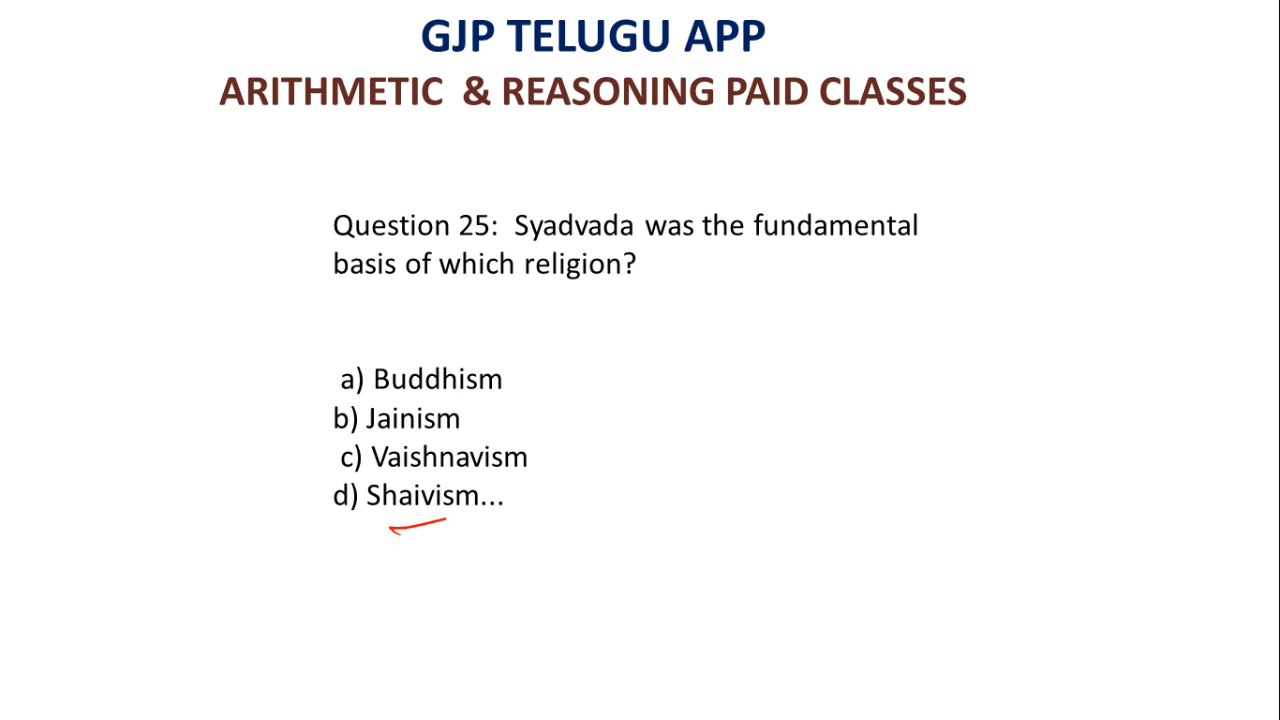 GJP TELUGU APP
ARITHMETIC & REASONING PAID CLASSES
Question 25: Syadvada was the fundamental
basis of which religion?
a) Buddhism
b) Jainism
c) Vaishnavism
d) Shaivism...